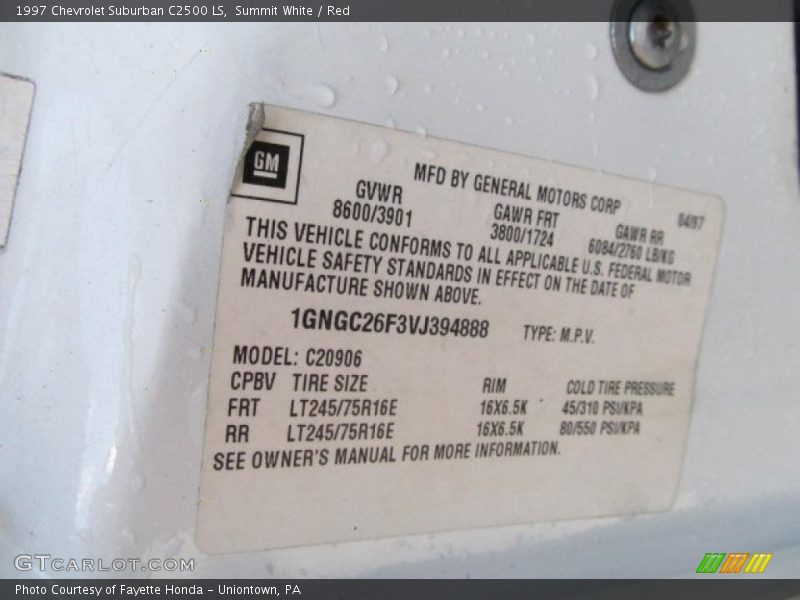 1997 Chevrolet Suburban C2500 LS, Summit White / Red
GM
MFD BY GENERAL MOTORS CORP 04/97
GVWR GAWR FRT GAWR RR
8600/3901 3800/1724 6084/2760 LB/KG
THIS VEHICLE CONFORMS TO ALL APPLICABLE U.S. FEDERAL MOTOR
VEHICLE SAFETY STANDARDS IN EFFECT ON THE DATE OF
MANUFACTURE SHOWN ABOVE.
1GNGC26F3VJ394888 TYPE: M.P.V.
MODEL: C20906
CPBV TIRE SIZE RIM COLD TIRE PRESSURE
FRT LT245/75R16E 16X6.5K 45/310 PSI/KPA
RR LT245/75R16E 16X6.5K 80/550 PSI/KPA
SEE OWNER'S MANUAL FOR MORE INFORMATION.
GTCARLOT.COM
Photo Courtesy of Fayette Honda - Uniontown, PA